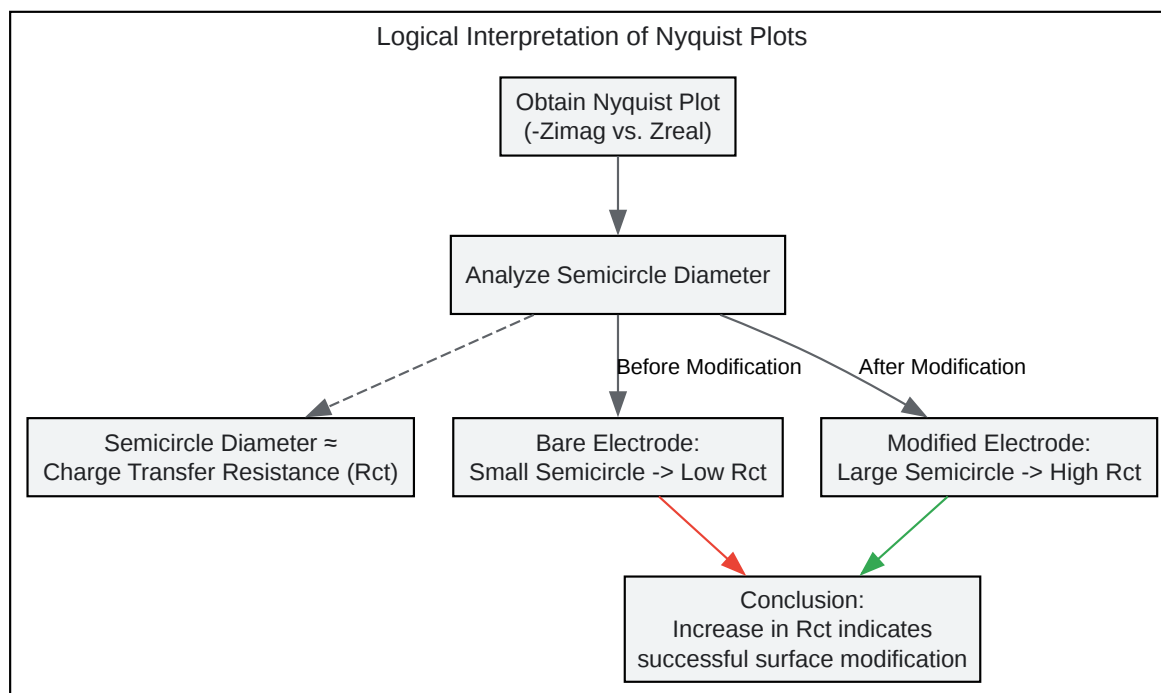 Logical Interpretation of Nyquist Plots
Obtain Nyquist Plot
(-Zimag vs. Zreal)
Analyze Semicircle Diameter
Before Modification
After Modification
Semicircle Diameter ≈
Charge Transfer Resistance (Rct)
Bare Electrode:
Small Semicircle -> Low Rct
Modified Electrode:
Large Semicircle -> High Rct
Conclusion:
Increase in Rct indicates
successful surface modification